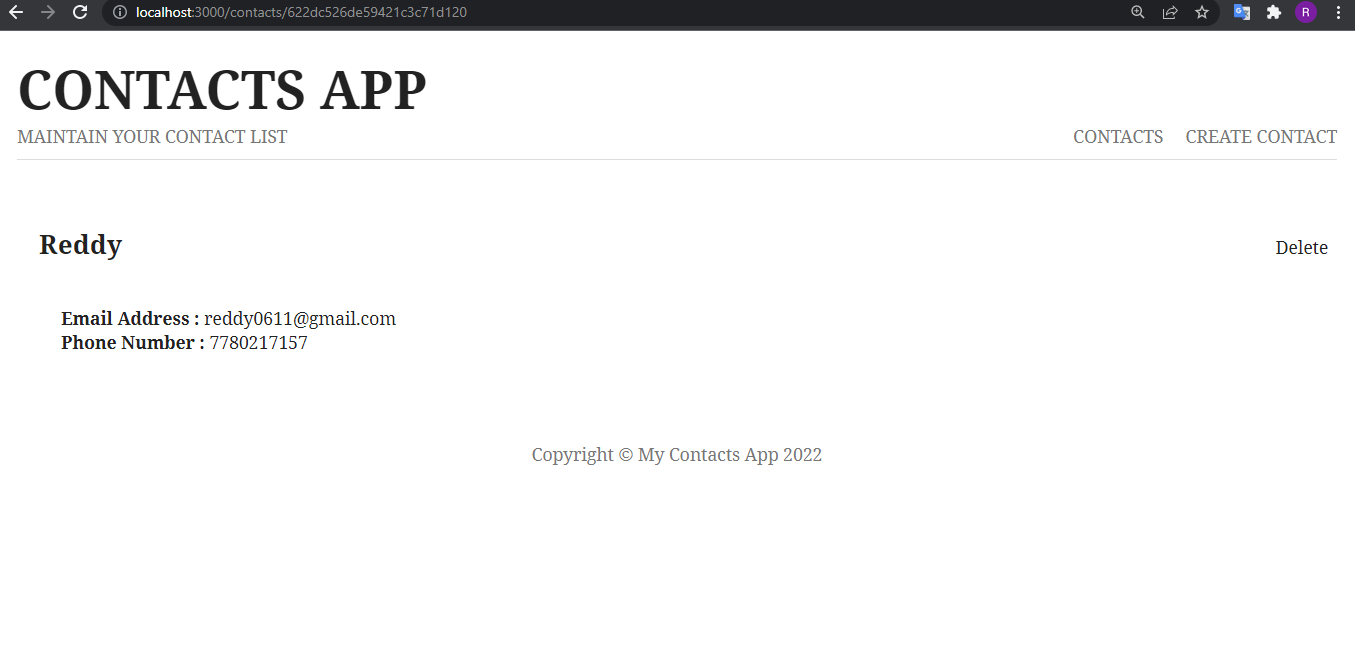 localhost:3000/contacts/622dc526de59421c3c71d120
R
CONTACTS APP
MAINTAIN YOUR CONTACT LIST
CONTACTS CREATE CONTACT
Reddy
Delete
Email Address : reddy0611@gmail.com
Phone Number : 7780217157
Copyright © My Contacts App 2022